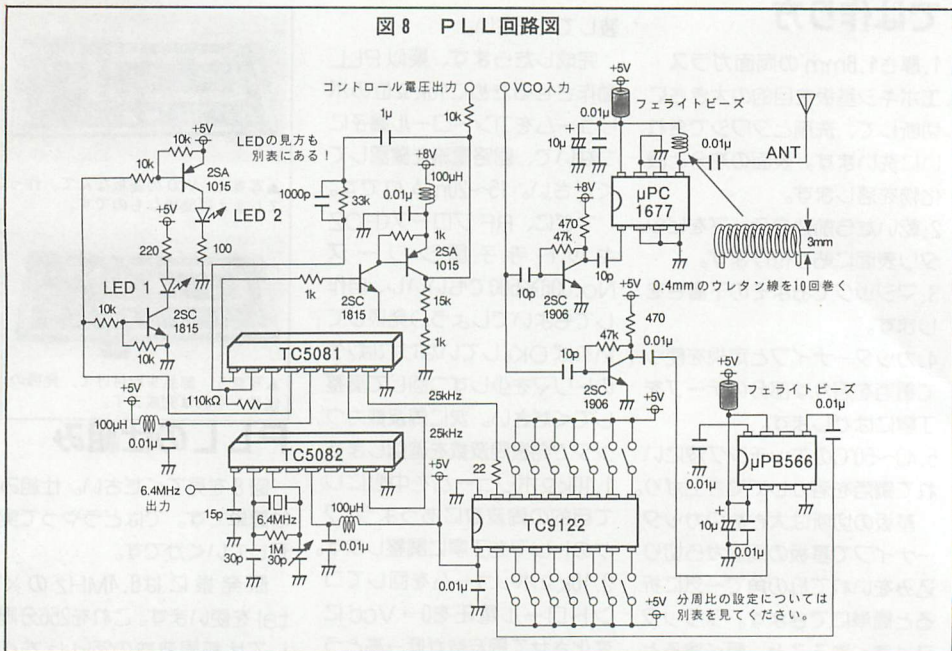 図8 PLL回路図
コントロール電圧出力
VCO入力
+5V
0.01μ
フェライトビーズ
10μ
0.01μ
ANT
μPC
1677
3mm
0.4mmのウレタン線を10回巻く
1μ
10k
+8V
100μH
0.01μ
1000p
33k
1k
2SA
1015
15k
1k
1k
2SC
1815
+8V
470
47k
10p
10p
2SC
1906
+5V
470
47k
0.01μ
10p
2SC
1906
+5V
10k
10k
2SA
1015
LEDの見方も
別表にある！
+5V
LED 2
220
100
LED 1
10k
2SC
1815
10k
TC5081
+5V
110kΩ
25kHz
100μH
0.01μ
TC5082
25kHz
6.4MHz
出力
15p
6.4MHz
1M
30p
30p
100μH
0.01μ
+5V
+5V
22
TC9122
0.01μ
+5V
分周比の設定については
別表を見てください。
+5V
フェライトビーズ
0.01μ
0.01μ
μPB566
10μ
0.01μ